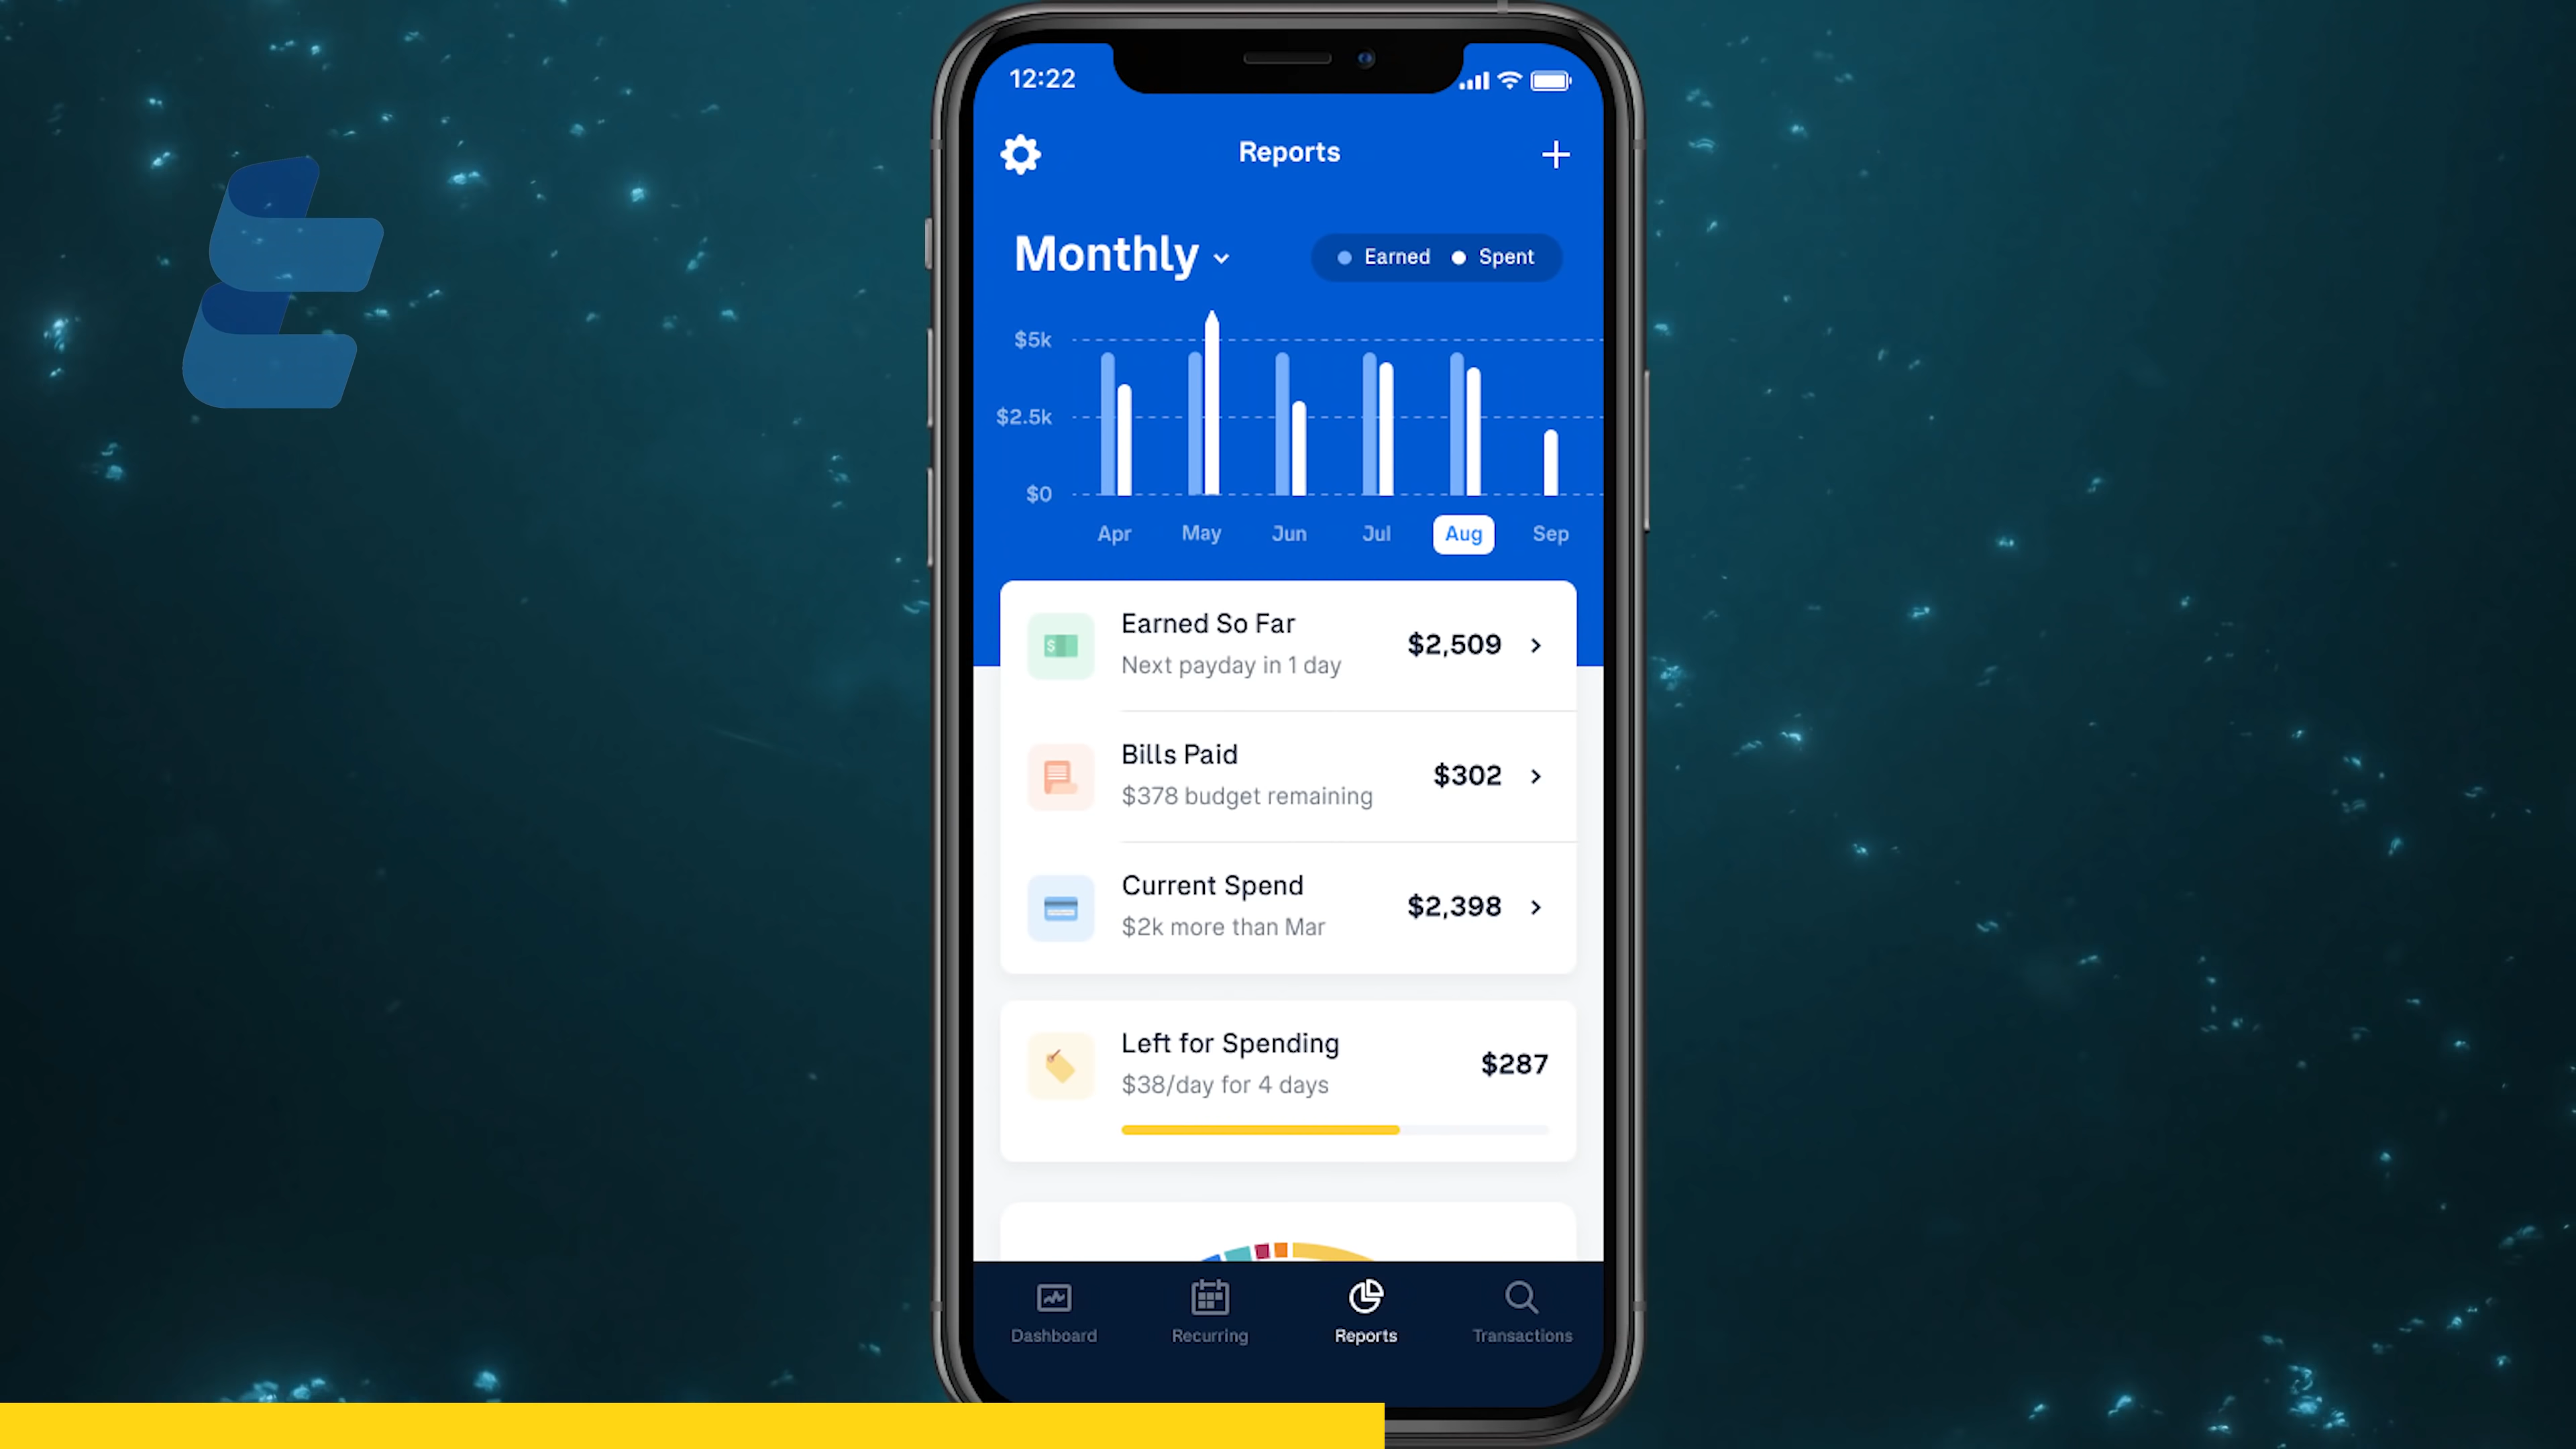 12:22
Reports
Monthly
Earned Spent
$5k
$2.5k
$0
Apr May Jun Jul Aug Sep
Earned So Far
$2,509
Next payday in 1 day
Bills Paid
$302
$378 budget remaining
Current Spend
$2,398
$2k more than Mar
Left for Spending
$287
$38/day for 4 days
Dashboard Recurring Reports Transactions